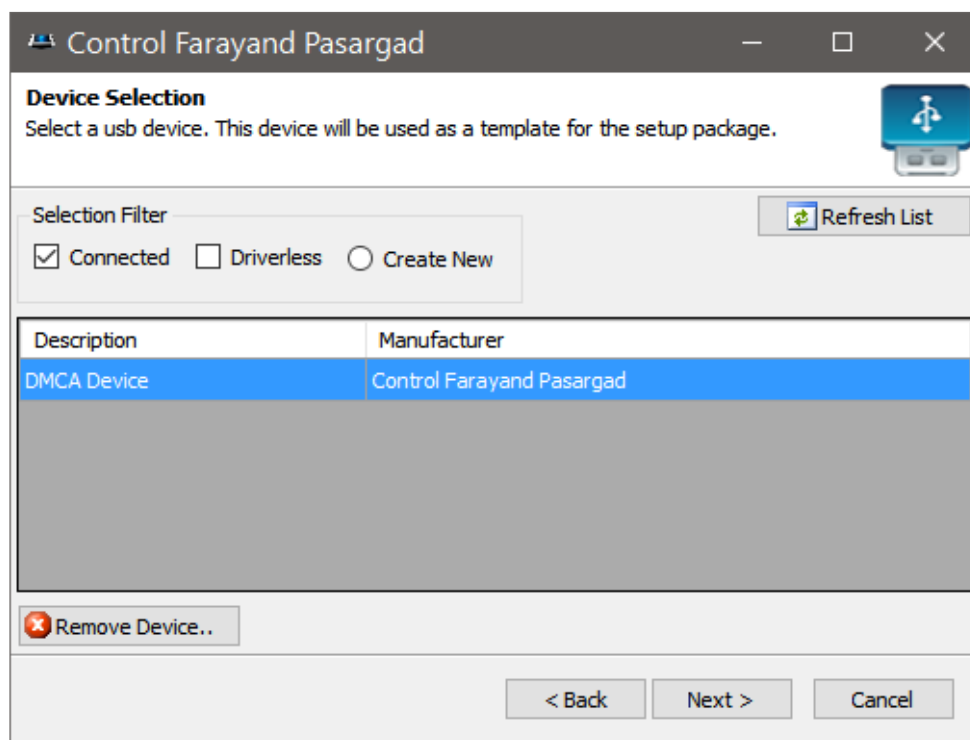 Control Farayand Pasargad
Device Selection
Select a usb device. This device will be used as a template for the setup package.
Selection Filter
Refresh List
Connected Driverless Create New
Description Manufacturer
DMCA Device Control Farayand Pasargad
Remove Device..
< Back Next > Cancel